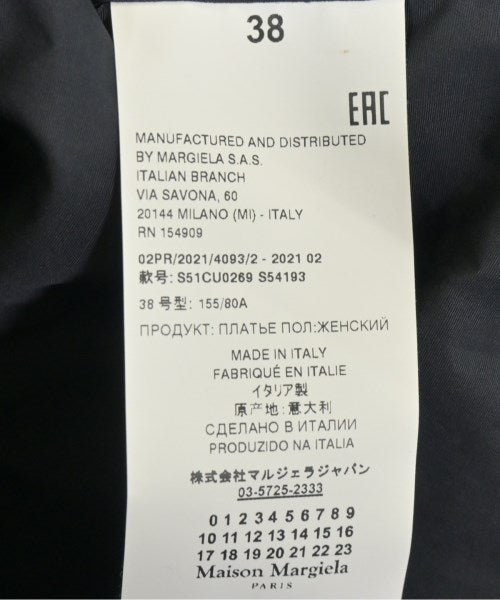 38
EAC
MANUFACTURED AND DISTRIBUTED
BY MARGIELA S.A.S.
ITALIAN BRANCH
VIA SAVONA, 60
20144 MILANO (MI) - ITALY
RN 154909
02PR/2021/4093/2 - 2021 02
款号: S51CU0269 S54193
38 号型: 155/80A
ПРОДУКТ: ПЛАТЬЕ ПОЛ:ЖЕНСКИЙ
MADE IN ITALY
FABRIQUÉ EN ITALIE
イタリア製
原产地: 意大利
СДЕЛАНО В ИТАЛИИ
PRODUZIDO NA ITALIA
株式会社マルジェラジャパン
03-5725-2333
0 1 2 3 4 5 6 7 8 9
10 11 12 13 14 15 16
17 18 19 20 21 22 23
Maison Margiela
PARIS